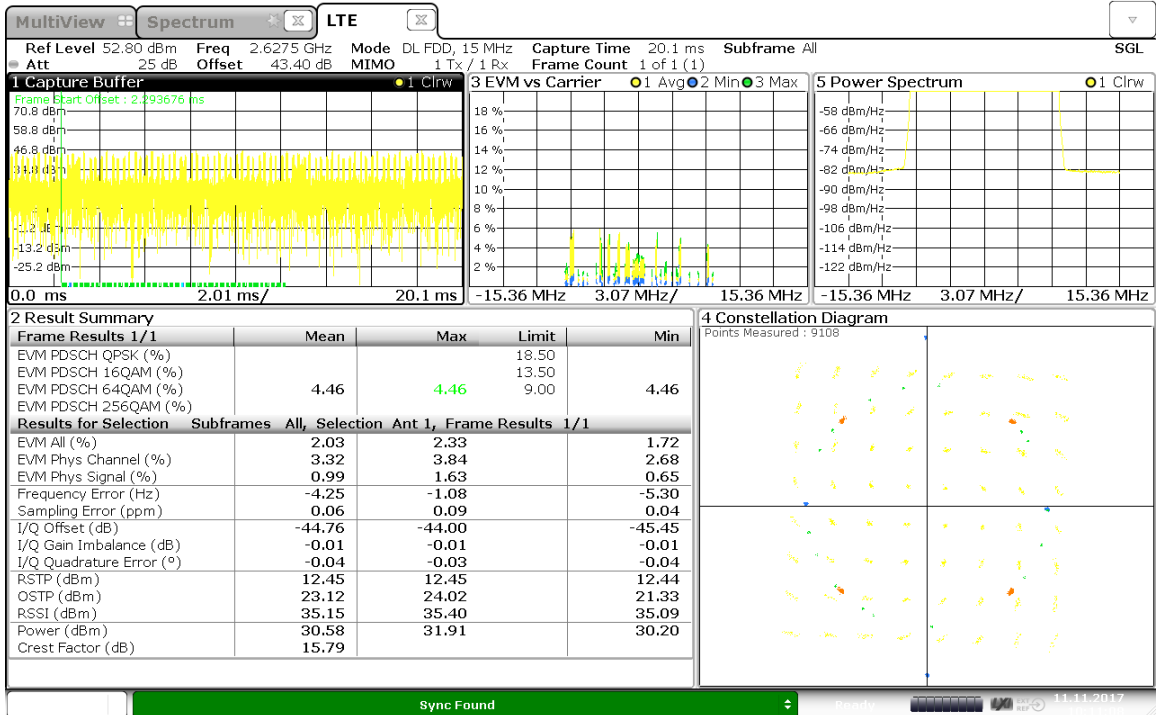 MultiView Spectrum LTE
Ref Level 52.80 dBm Freq 2.6275 GHz Mode DL FDD, 15 MHz Capture Time 20.1 ms Subframe All SGL
Att 25 dB Offset 43.40 dB MIMO 1 Tx / 1 Rx Frame Count 1 of 1 (1)
1 Capture Buffer 1 Clrw
Frame Start Offset : 2.293676 ms
70.8 dBm
58.8 dBm
46.8 dBm
34.8 dBm
-1.2 dBm
-13.2 dBm
-25.2 dBm
0.0 ms 2.01 ms/ 20.1 ms
3 EVM vs Carrier 1 Avg 2 Min 3 Max
18 %
16 %
14 %
12 %
10 %
8 %
6 %
4 %
2 %
-15.36 MHz 3.07 MHz/ 15.36 MHz
5 Power Spectrum 1 Clrw
-58 dBm/Hz
-66 dBm/Hz
-74 dBm/Hz
-82 dBm/Hz
-90 dBm/Hz
-98 dBm/Hz
-106 dBm/Hz
-114 dBm/Hz
-122 dBm/Hz
-15.36 MHz 3.07 MHz/ 15.36 MHz
2 Result Summary
Frame Results 1/1 Mean Max Limit Min
EVM PDSCH QPSK (%) 18.50
EVM PDSCH 16QAM (%) 13.50
EVM PDSCH 64QAM (%) 4.46 4.46 9.00 4.46
EVM PDSCH 256QAM (%)
Results for Selection Subframes All, Selection Ant 1, Frame Results 1/1
EVM All (%) 2.03 2.33 1.72
EVM Phys Channel (%) 3.32 3.84 2.68
EVM Phys Signal (%) 0.99 1.63 0.65
Frequency Error (Hz) -4.25 -1.08 -5.30
Sampling Error (ppm) 0.06 0.09 0.04
I/Q Offset (dB) -44.76 -44.00 -45.45
I/Q Gain Imbalance (dB) -0.01 -0.01 -0.01
I/Q Quadrature Error (º) -0.04 -0.03 -0.04
RSTP (dBm) 12.45 12.45 12.44
OSTP (dBm) 23.12 24.02 21.33
RSSI (dBm) 35.15 35.40 35.09
Power (dBm) 30.58 31.91 30.20
Crest Factor (dB) 15.79
4 Constellation Diagram
Points Measured : 9108
Sync Found
Ready
LXI EXT REF
11.11.2017